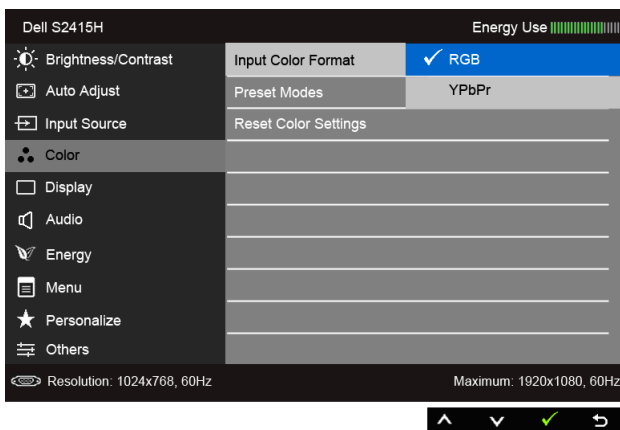 Dell S2415H Energy Use
Brightness/Contrast Input Color Format RGB
Auto Adjust Preset Modes YPbPr
Input Source Reset Color Settings
Color
Display
Audio
Energy
Menu
Personalize
Others
Resolution: 1024x768, 60Hz Maximum: 1920x1080, 60Hz